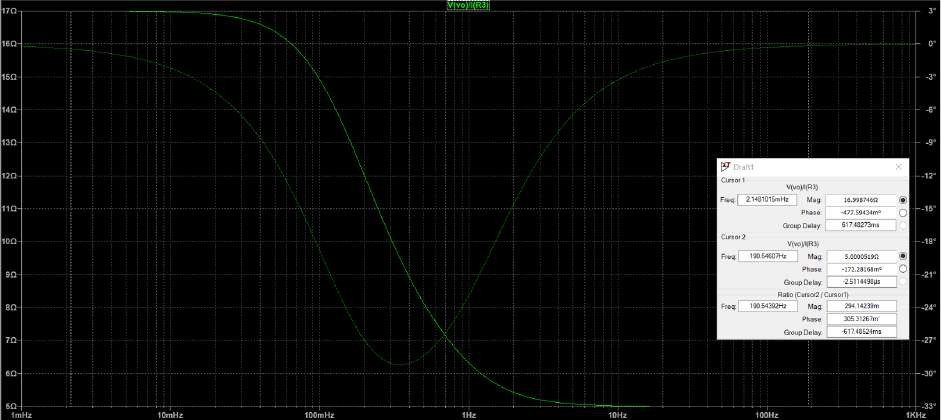 V(vo)/I(R3)
17Ω 3°
16Ω 0°
15Ω -3°
14Ω -6°
13Ω -9°
12Ω -12°
11Ω -15°
10Ω -18°
9Ω -21°
8Ω -24°
7Ω -27°
6Ω -30°
5Ω -33°
1mHz 10mHz 100mHz 1Hz 10Hz 100Hz 1KHz
Draft1
Cursor 1
V(vo)/I(R3)
Freq: 2.1481015mHz Mag: 16.998746Ω
Phase: -477.59434m°
Group Delay: 617.48273ms
Cursor 2
V(vo)/I(R3)
Freq: 190.54607Hz Mag: 5.0000519Ω
Phase: -172.28168m°
Group Delay: -2.5114498µs
Ratio (Cursor2 / Cursor1)
Freq: 190.54392Hz Mag: 294.14239m
Phase: 305.31267m°
Group Delay: -617.48524ms